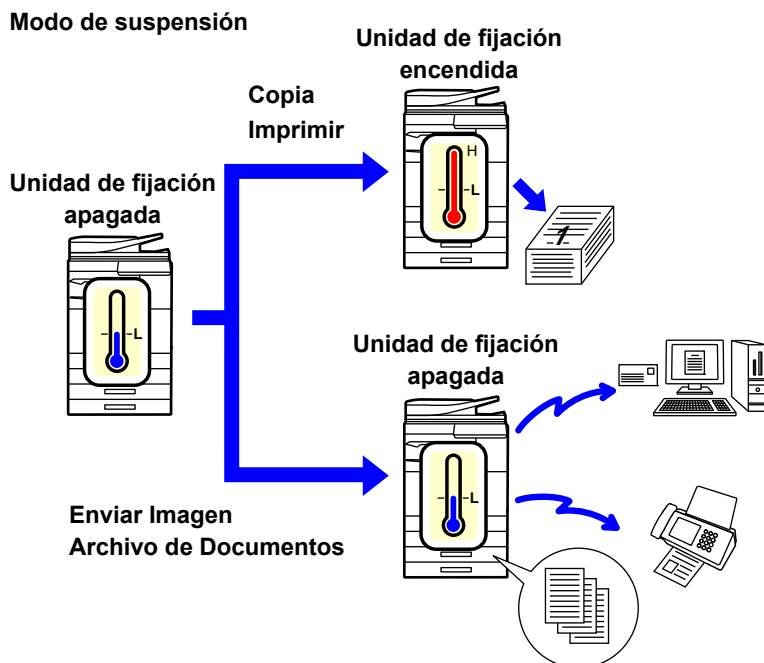 Modo de suspensión
Unidad de fijación
encendida
Copia
Imprimir
H
L
Unidad de fijación
apagada
L
1
Unidad de fijación
apagada
L
Enviar Imagen
Archivo de Documentos